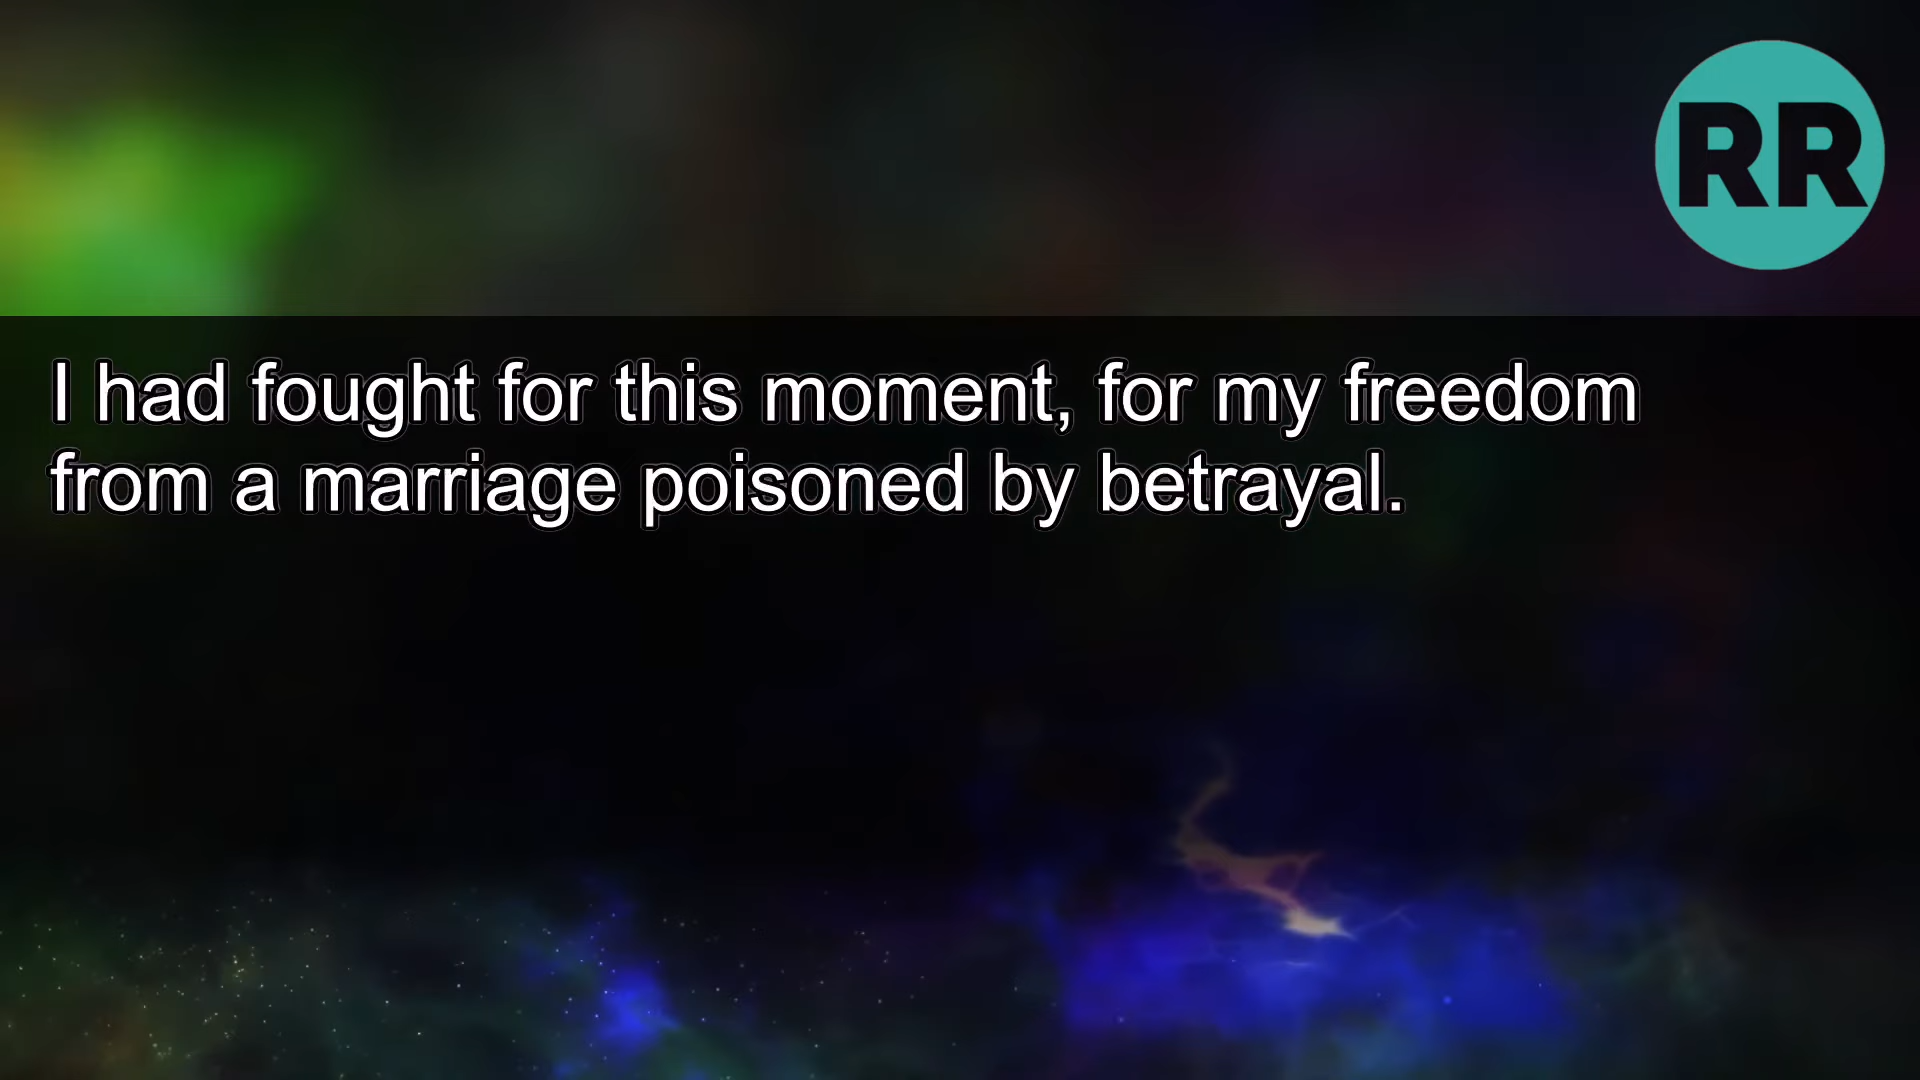 RR
I had fought for this moment, for my freedom
from a marriage poisoned by betrayal.